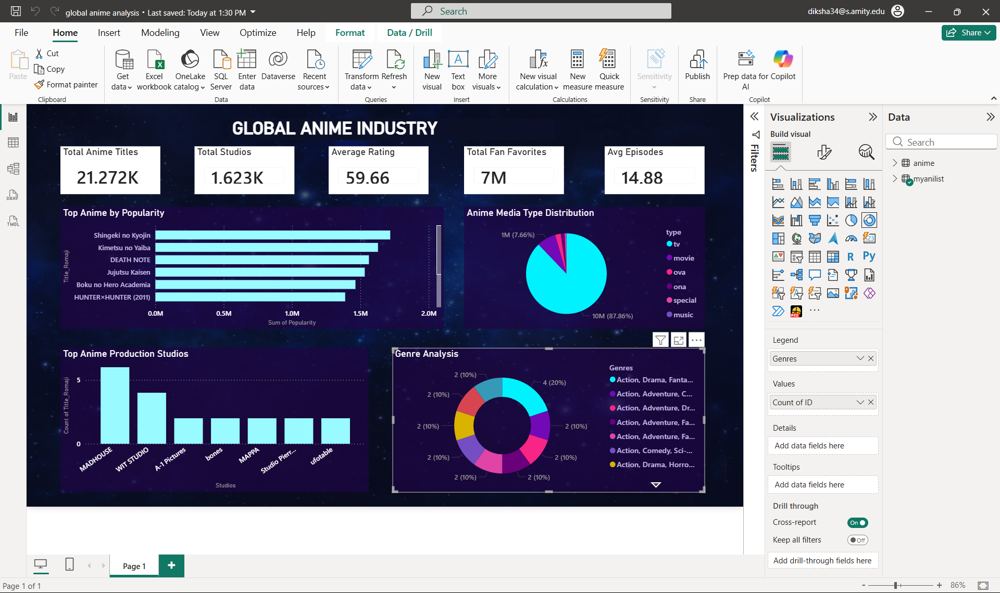 global anime analysis • Last saved: Today at 1:30 PM
Search
diksha34@s.amity.edu
File Home Insert Modeling View Optimize Help Format Data / Drill
Share
Paste
Cut
Copy
Format painter
Clipboard
Get data
Excel workbook
OneLake catalog
SQL Server
Enter data
Dataverse
Recent sources
Data
Transform data
Refresh
Queries
New visual
Text box
More visuals
Insert
New visual calculation
New measure
Quick measure
Calculations
Sensitivity
Sensitivity
Publish
Share
Prep data for AI
Copilot
Copilot
GLOBAL ANIME INDUSTRY
Total Anime Titles
21.272K
Total Studios
1.623K
Average Rating
59.66
Total Fan Favorites
7M
Avg Episodes
14.88
Top Anime by Popularity
Title_Romaji
Shingeki no Kyojin
Kimetsu no Yaiba
DEATH NOTE
Jujutsu Kaisen
Boku no Hero Academia
HUNTER×HUNTER (2011)
0.0M 0.5M 1.0M 1.5M 2.0M
Sum of Popularity
Anime Media Type Distribution
1M (7.66%)
10M (87.86%)
type
tv
movie
ova
ona
special
music
Top Anime Production Studios
Count of Title_Romaji
5
0
MADHOUSE
WIT STUDIO
A-1 Pictures
bones
MAPPA
Studio Pierr...
ufotable
Studios
Genre Analysis
2 (10%)
4 (20%)
2 (10%)
2 (10%)
2 (10%)
2 (10%)
2 (10%)
2 (10%)
2 (10%)
Genres
Action, Drama, Fanta...
Action, Adventure, C...
Action, Adventure, Dr...
Action, Adventure, Fa...
Action, Adventure, Fa...
Action, Comedy, Sci-...
Action, Drama, Horro...
Filters
Visualizations
Build visual
123
R
Py
PRO
Legend
Genres
Values
Count of ID
Details
Add data fields here
Tooltips
Add data fields here
Drill through
Cross-report
On
Keep all filters
Off
Add drill-through fields here
Data
Search
anime
myanilist
DAX
TMDL
Page 1
Page 1 of 1
86%